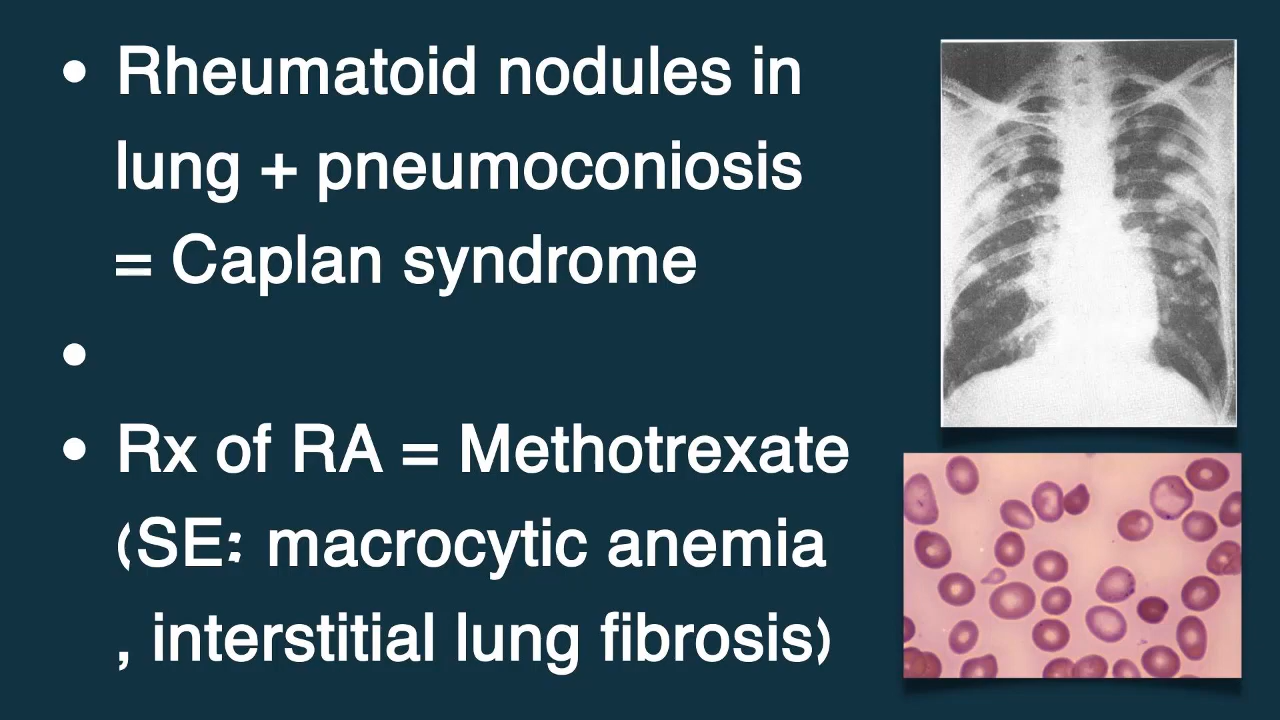 • Rheumatoid nodules in
lung + pneumoconiosis
= Caplan syndrome
•
• Rx of RA = Methotrexate
(SE: macrocytic anemia
, interstitial lung fibrosis)